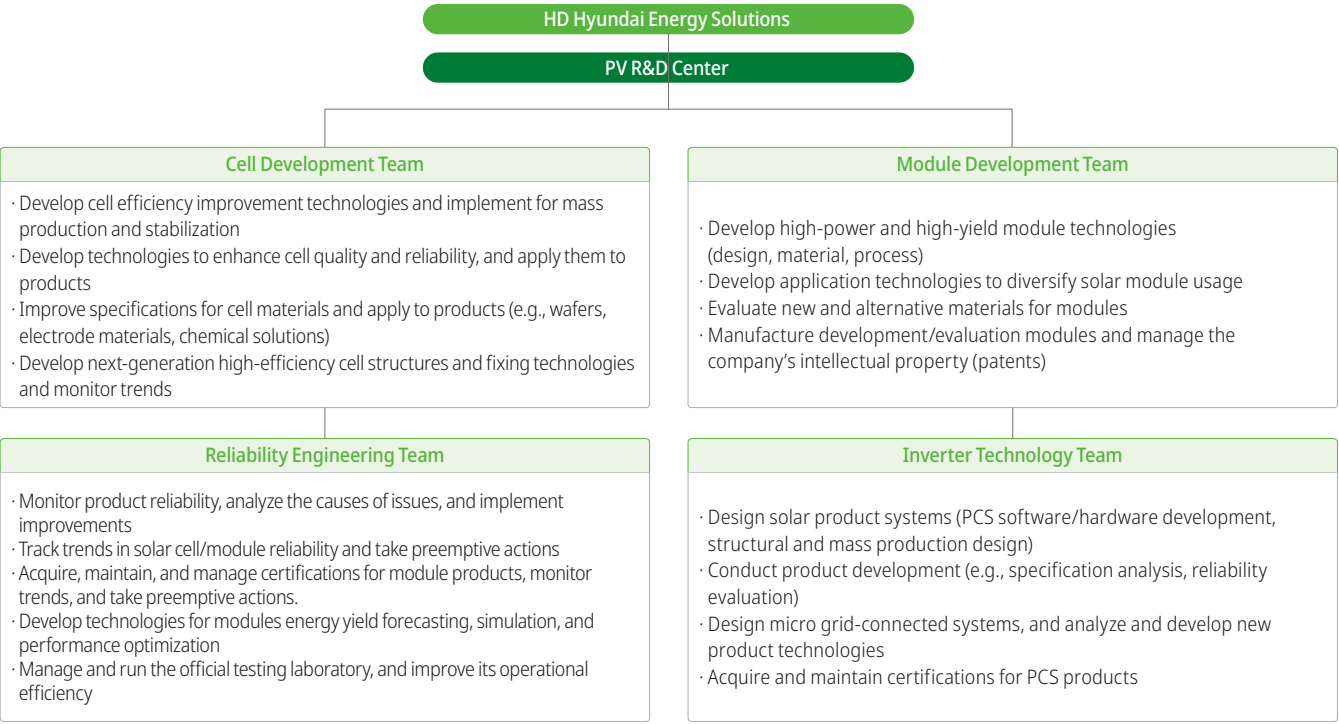 HD Hyundai Energy Solutions
PV R&D Center
Cell Development Team
· Develop cell efficiency improvement technologies and implement for mass
production and stabilization
· Develop technologies to enhance cell quality and reliability, and apply them to
products
· Improve specifications for cell materials and apply to products (e.g., wafers,
electrode materials, chemical solutions)
· Develop next-generation high-efficiency cell structures and fixing technologies
and monitor trends
Module Development Team
· Develop high-power and high-yield module technologies
(design, material, process)
· Develop application technologies to diversify solar module usage
· Evaluate new and alternative materials for modules
· Manufacture development/evaluation modules and manage the
company’s intellectual property (patents)
Reliability Engineering Team
· Monitor product reliability, analyze the causes of issues, and implement
improvements
· Track trends in solar cell/module reliability and take preemptive actions
· Acquire, maintain, and manage certifications for module products, monitor
trends, and take preemptive actions.
· Develop technologies for modules energy yield forecasting, simulation, and
performance optimization
· Manage and run the official testing laboratory, and improve its operational
efficiency
Inverter Technology Team
· Design solar product systems (PCS software/hardware development,
structural and mass production design)
· Conduct product development (e.g., specification analysis, reliability
evaluation)
· Design micro grid-connected systems, and analyze and develop new
product technologies
· Acquire and maintain certifications for PCS products